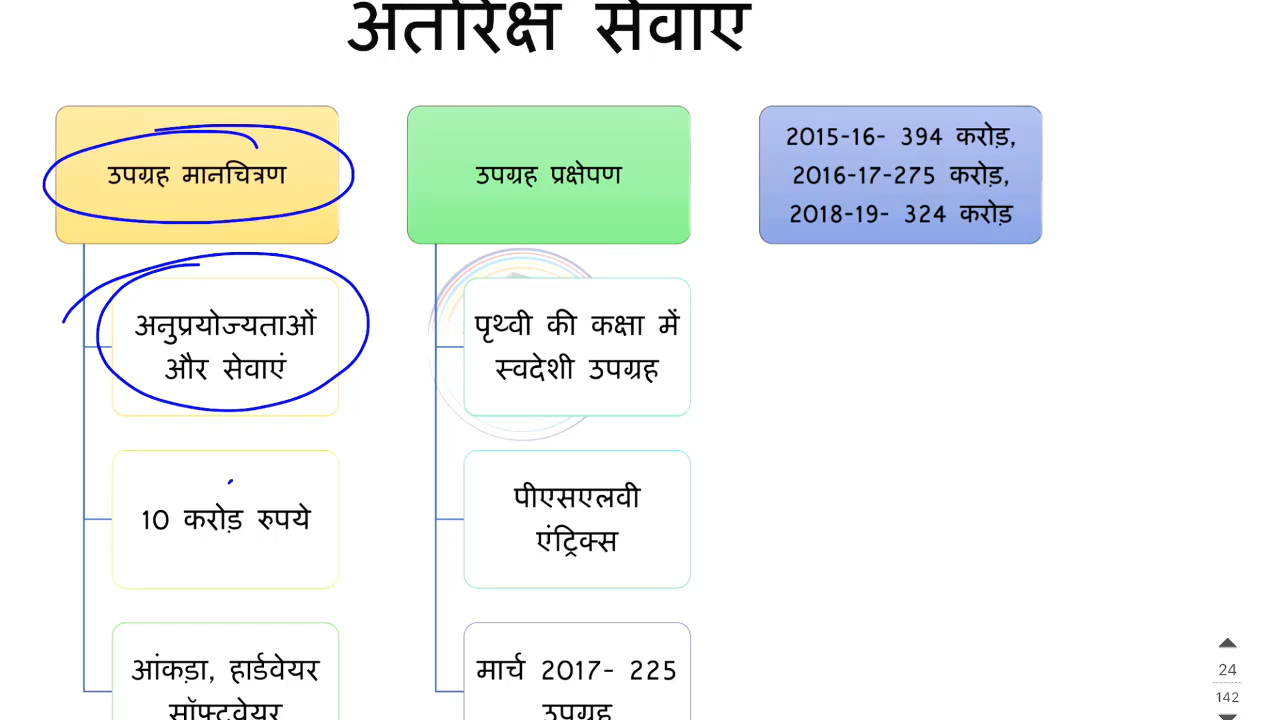 अंतरिक्ष सेवाएं
उपग्रह मानचित्रण
अनुप्रयोज्यताओं
और सेवाएं
10 करोड़ रुपये
आंकड़ा, हार्डवेयर
सॉफ्टवेयर
उपग्रह प्रक्षेपण
पृथ्वी की कक्षा में
स्वदेशी उपग्रह
पीएसएलवी
एंट्रिक्स
मार्च 2017- 225
उपग्रह
2015-16- 394 करोड़,
2016-17-275 करोड़,
2018-19- 324 करोड़
24
142